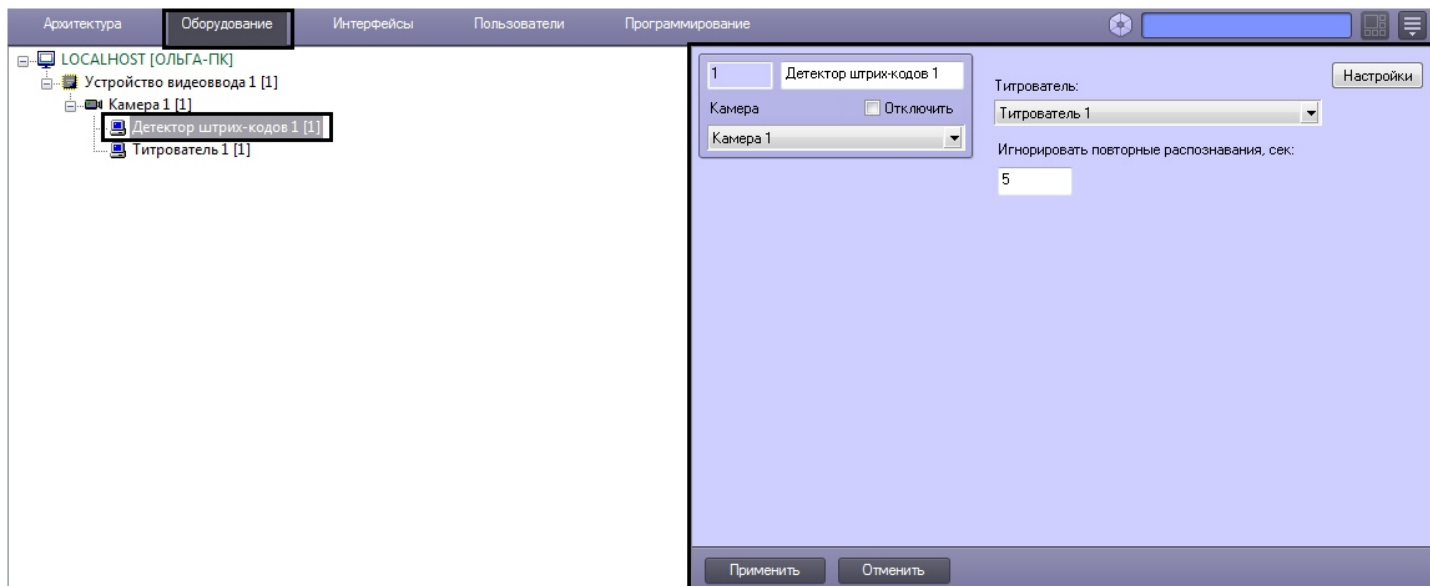 Архитектура Оборудование Интерфейсы Пользователи Программирование
LOCALHOST [ОЛЬГА-ПК]
Устройство видеоввода 1 [1]
Камера 1 [1]
Детектор штрих-кодов 1 [1]
Титрователь 1 [1]
1 Детектор штрих-кодов 1
Камера Отключить
Камера 1
Титрователь:
Настройки
Титрователь 1
Игнорировать повторные распознавания, сек:
5
Применить Отменить